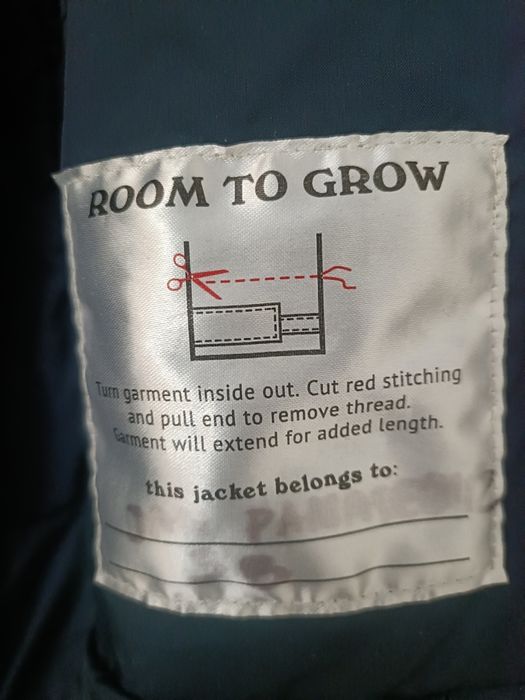 ROOM TO GROW
Turn garment inside out. Cut red stitching
and pull end to remove thread.
Garment will extend for added length.
this jacket belongs to: